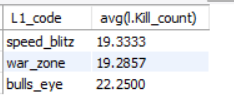 L1_code avg(l.Kill_count)
speed_blitz 19.3333
war_zone 19.2857
bulls_eye 22.2500